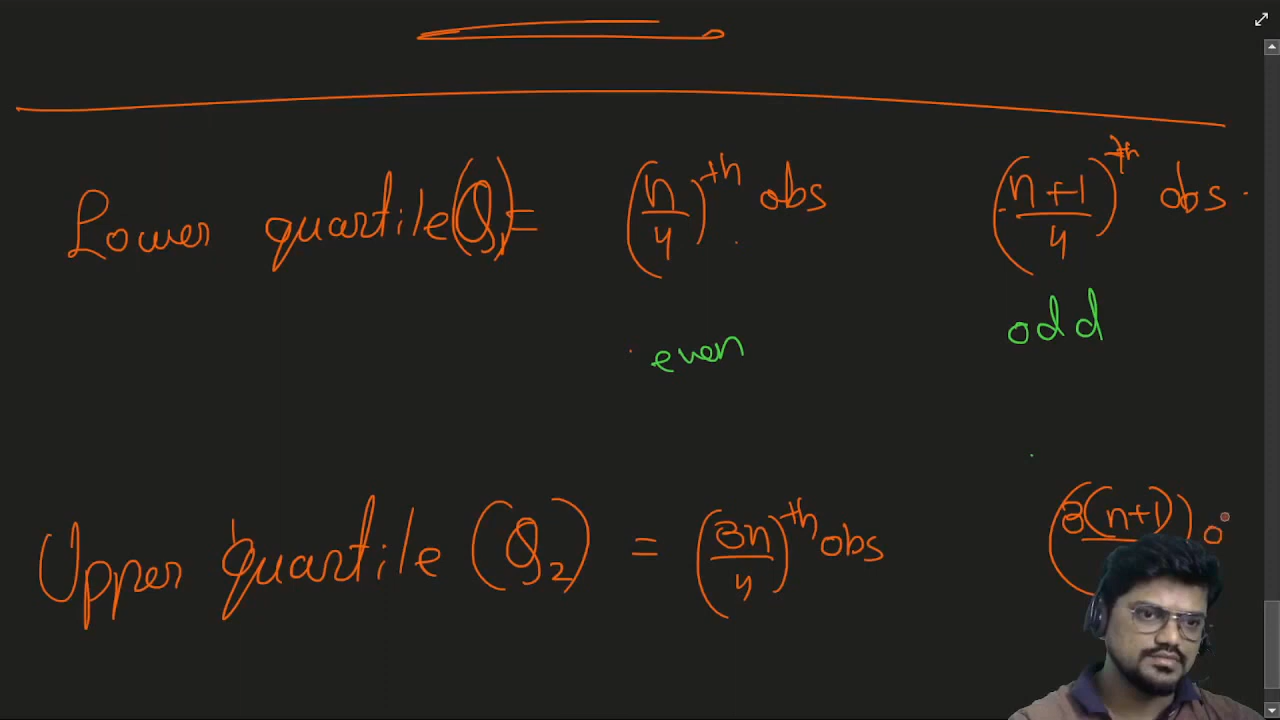 Lower quartile (Q₁) = (n/4)ᵗʰ obs (n+1/4)ᵗʰ obs.
even odd
Upper quartile (Q₂) = (3n/4)ᵗʰ obs (3(n+1)